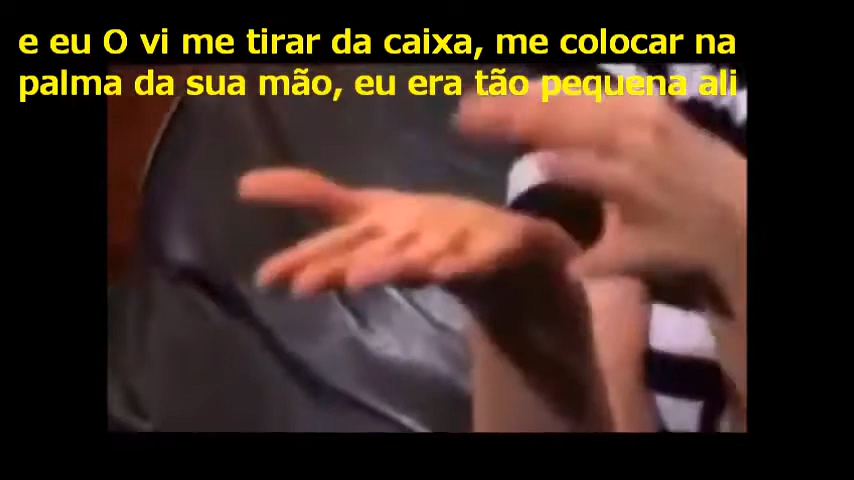 e eu O vi me tirar da caixa, me colocar na
palma da sua mão, eu era tão pequena ali